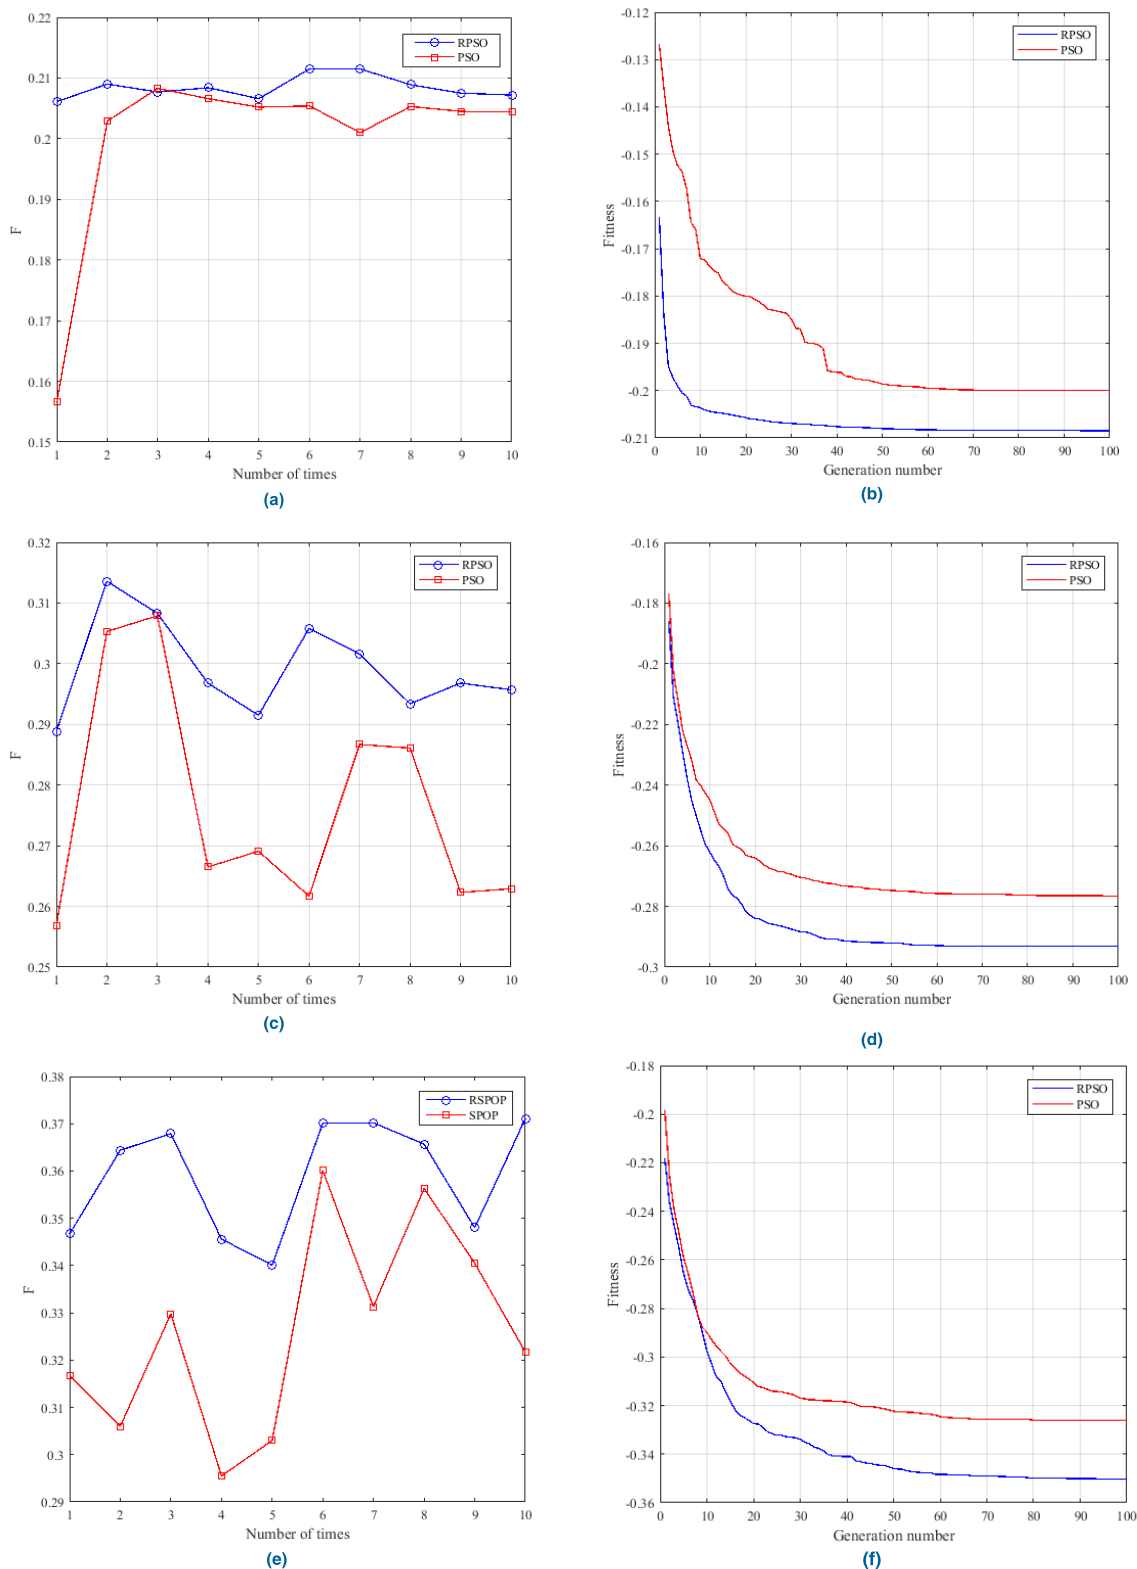 0.22
0.21
0.2
0.19
0.18
0.17
0.16
0.15
F
RPSO
PSO
1 2 3 4 5 6 7 8 9 10
Number of times
(a)
-0.12
-0.13
-0.14
-0.15
-0.16
-0.17
-0.18
-0.19
-0.2
-0.21
Fitness
RPSO
PSO
0 10 20 30 40 50 60 70 80 90 100
Generation number
(b)
0.32
0.31
0.3
0.29
0.28
0.27
0.26
0.25
F
RPSO
PSO
1 2 3 4 5 6 7 8 9 10
Number of times
(c)
-0.16
-0.18
-0.2
-0.22
-0.24
-0.26
-0.28
-0.3
Fitness
RPSO
PSO
0 10 20 30 40 50 60 70 80 90 100
Generation number
(d)
0.38
0.37
0.36
0.35
0.34
0.33
0.32
0.31
0.3
0.29
F
RSPOP
SPOP
1 2 3 4 5 6 7 8 9 10
Number of times
(e)
-0.18
-0.2
-0.22
-0.24
-0.26
-0.28
-0.3
-0.32
-0.34
-0.36
Fitness
RPSO
PSO
0 10 20 30 40 50 60 70 80 90 100
Generation number
(f)